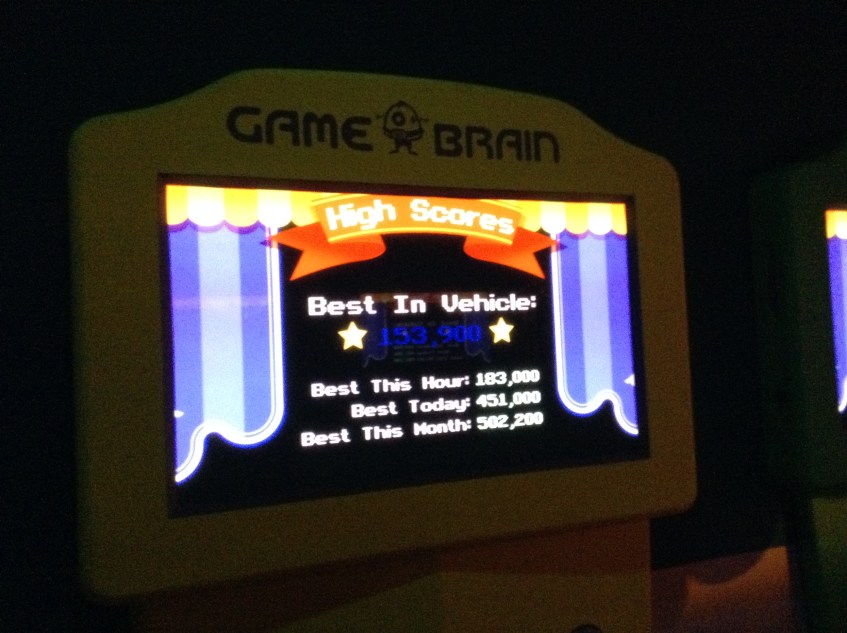 GAME BRAIN
High Scores
Best In Vehicle:
153,900
Best This Hour: 183,000
Best Today: 451,000
Best This Month: 502,200